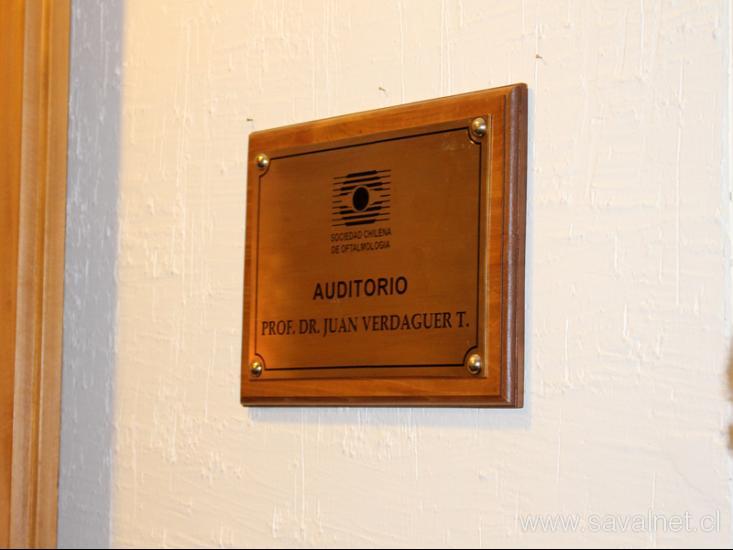 SOCIEDAD CHILENA
DE OFTALMOLOGIA
AUDITORIO
PROF. DR. JUAN VERDAGUER T.
www.savalnet.cl